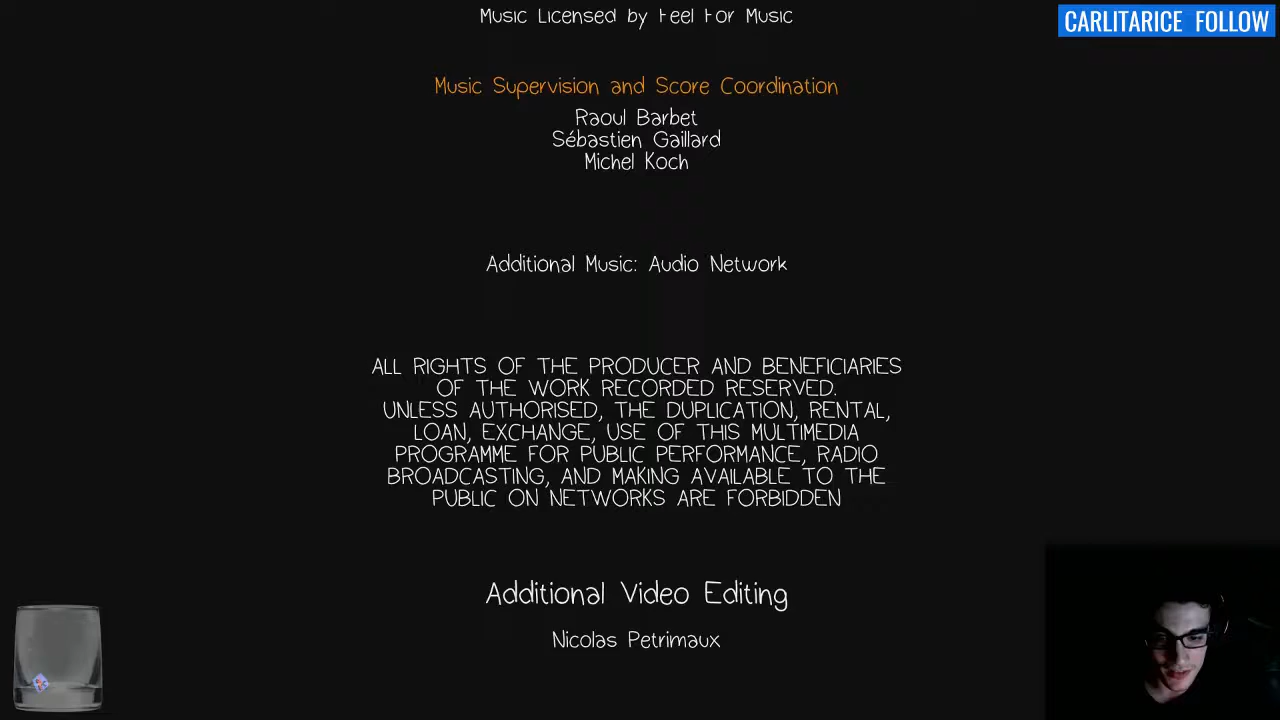 Music Licensed by Feel For Music
CARLITARICE FOLLOW
Music Supervision and Score Coordination
Raoul Barbet
Sébastien Gaillard
Michel Koch
Additional Music: Audio Network
ALL RIGHTS OF THE PRODUCER AND BENEFICIARIES
OF THE WORK RECORDED RESERVED.
UNLESS AUTHORISED, THE DUPLICATION, RENTAL,
LOAN, EXCHANGE, USE OF THIS MULTIMEDIA
PROGRAMME FOR PUBLIC PERFORMANCE, RADIO
BROADCASTING, AND MAKING AVAILABLE TO THE
PUBLIC ON NETWORKS ARE FORBIDDEN
Additional Video Editing
Nicolas Petrimaux